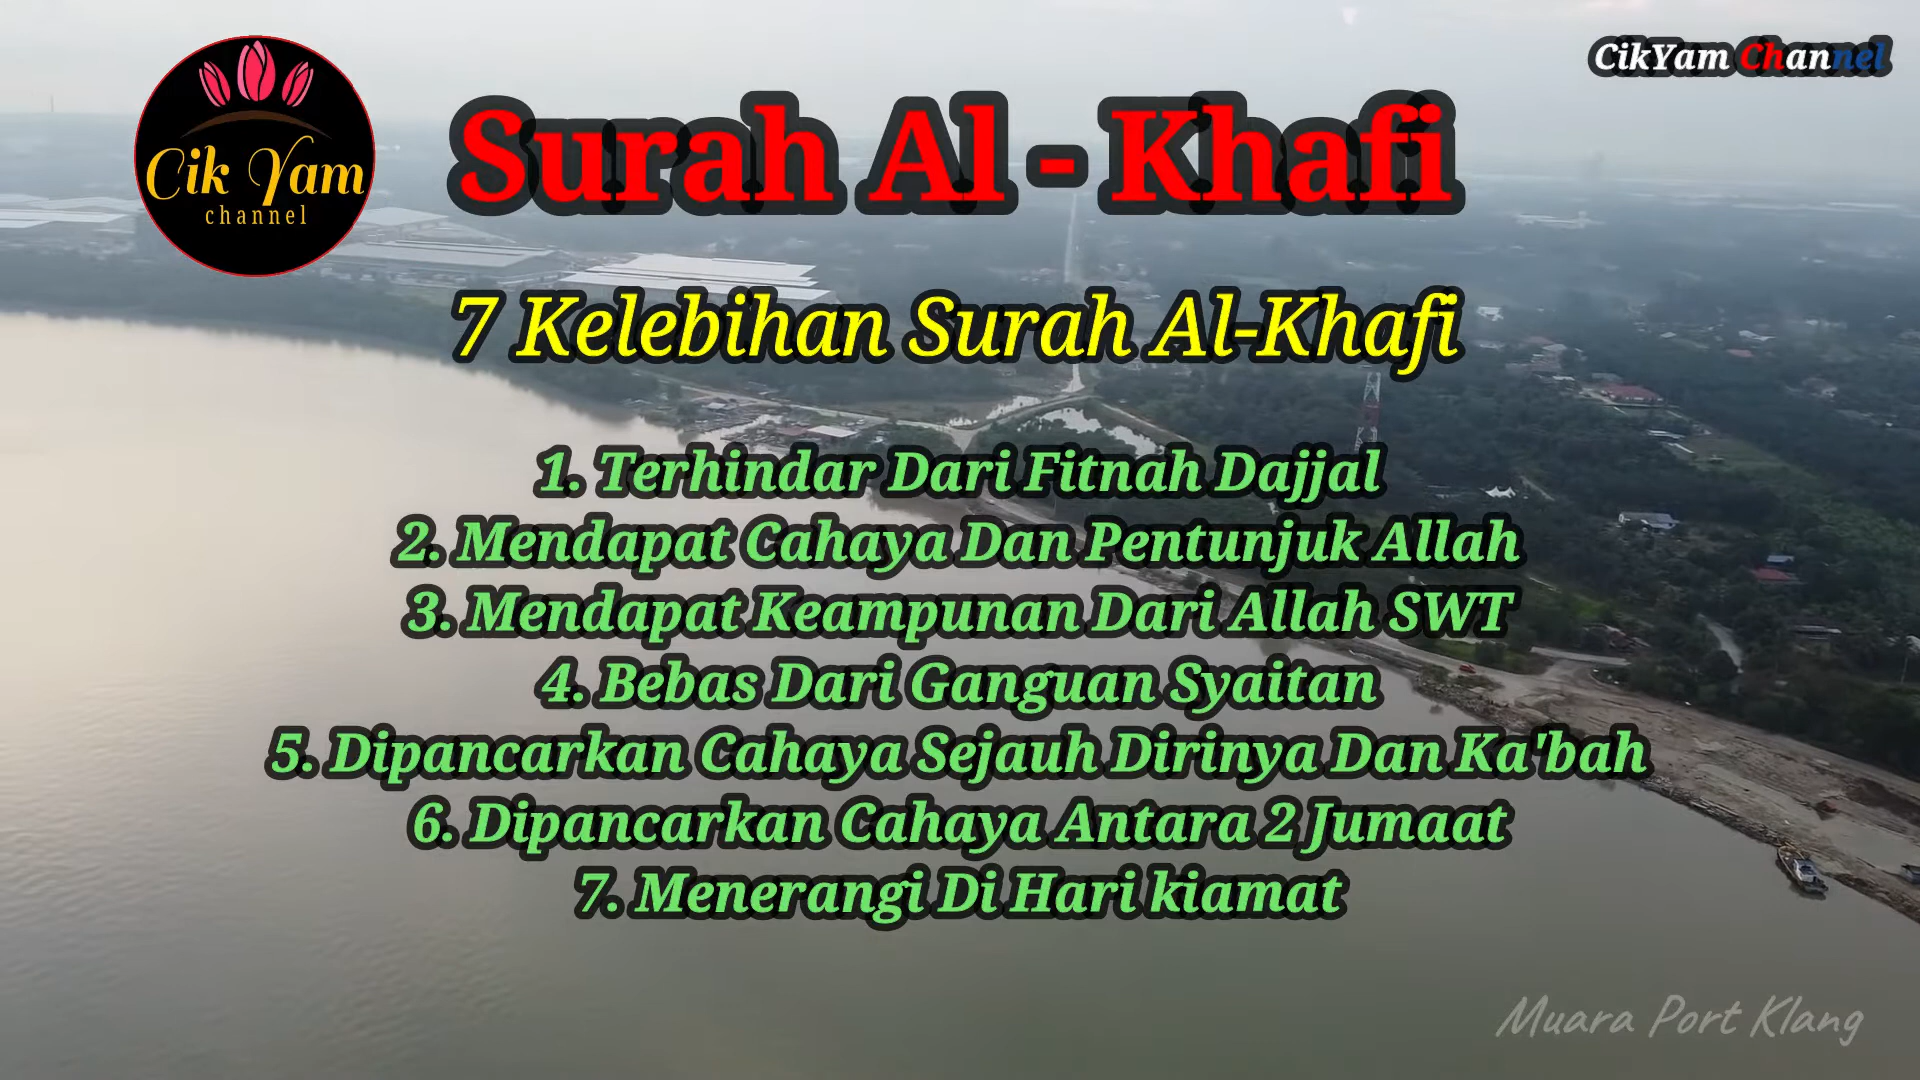 Cik Yam
channel
CikYam Channel
Surah Al - Khafi
7 Kelebihan Surah Al-Khafi
1. Terhindar Dari Fitnah Dajjal
2. Mendapat Cahaya Dan Pentunjuk Allah
3. Mendapat Keampunan Dari Allah SWT
4. Bebas Dari Ganguan Syaitan
5. Dipancarkan Cahaya Sejauh Dirinya Dan Ka'bah
6. Dipancarkan Cahaya Antara 2 Jumaat
7. Menerangi Di Hari kiamat
Muara Port Klang